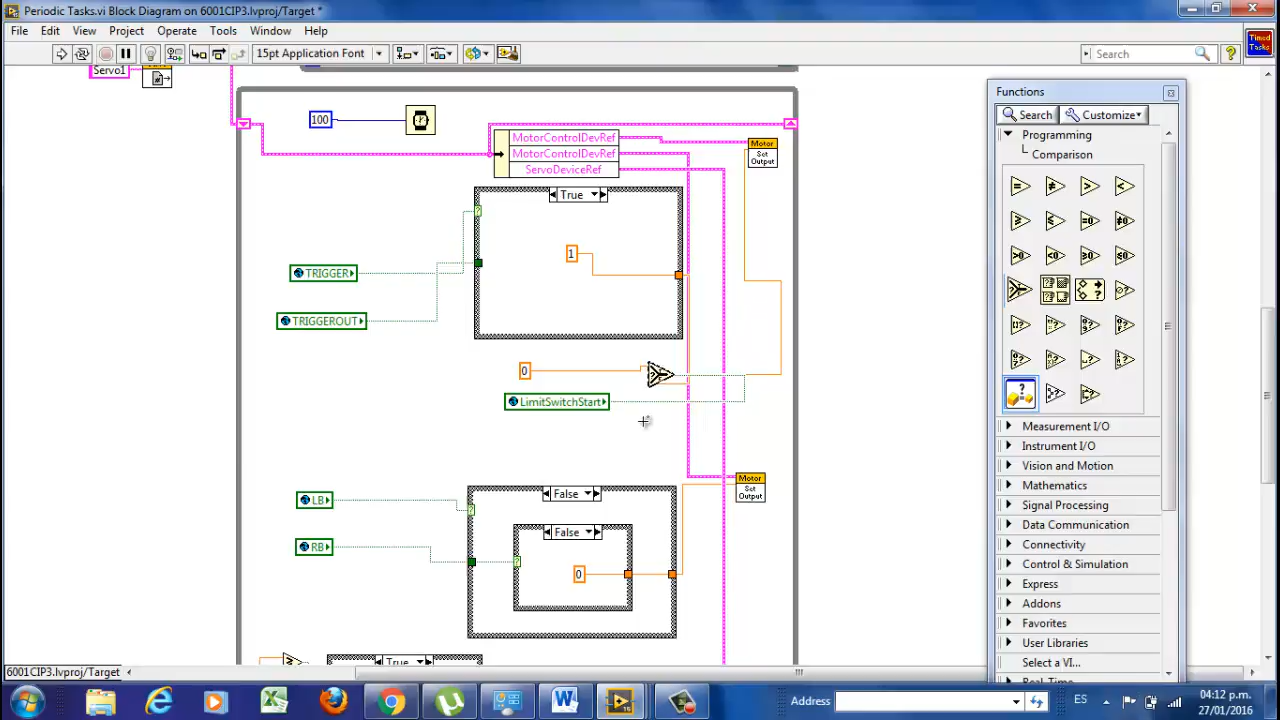 Periodic Tasks.vi Block Diagram on 6001CIP3.lvproj/Target *
File Edit View Project Operate Tools Window Help
15pt Application Font
Search
Timed Tasks
Servo1
100
MotorControlDevRef
MotorControlDevRef
ServoDeviceRef
Motor
Set
Output
True
1
TRIGGER
TRIGGEROUT
0
LimitSwitchStart
Motor
Set
Output
LB
False
RB
False
0
True
Functions
Search Customize
Programming
Comparison
Measurement I/O
Instrument I/O
Vision and Motion
Mathematics
Signal Processing
Data Communication
Connectivity
Control & Simulation
Express
Addons
Favorites
User Libraries
Select a VI...
Real-Time
6001CIP3.lvproj/Target
Address
ES
04:12 p.m.
27/01/2016